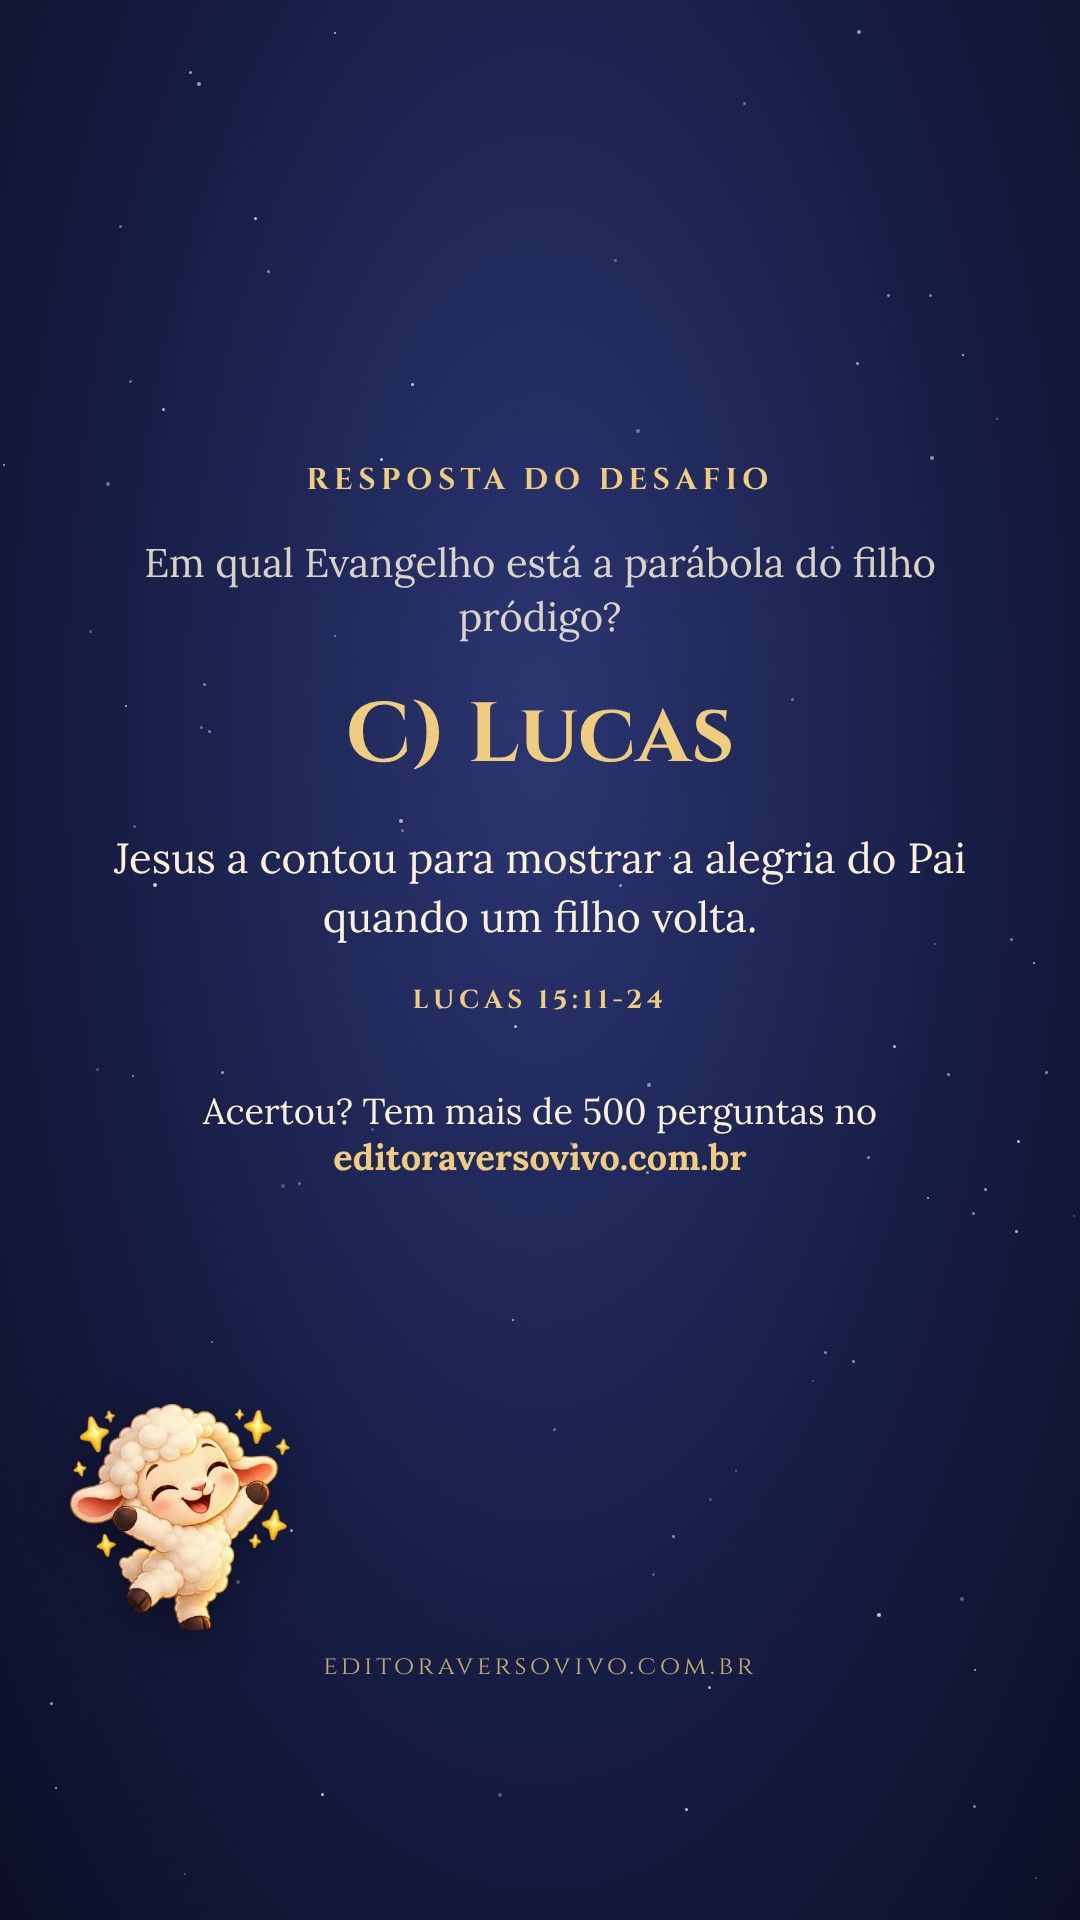 RESPOSTA DO DESAFIO
Em qual Evangelho está a parábola do filho
pródigo?
C) Lucas
Jesus a contou para mostrar a alegria do Pai
quando um filho volta.
LUCAS 15:11-24
Acertou? Tem mais de 500 perguntas no
editoraversovivo.com.br
EDITORAVERSOVIVO.COM.BR